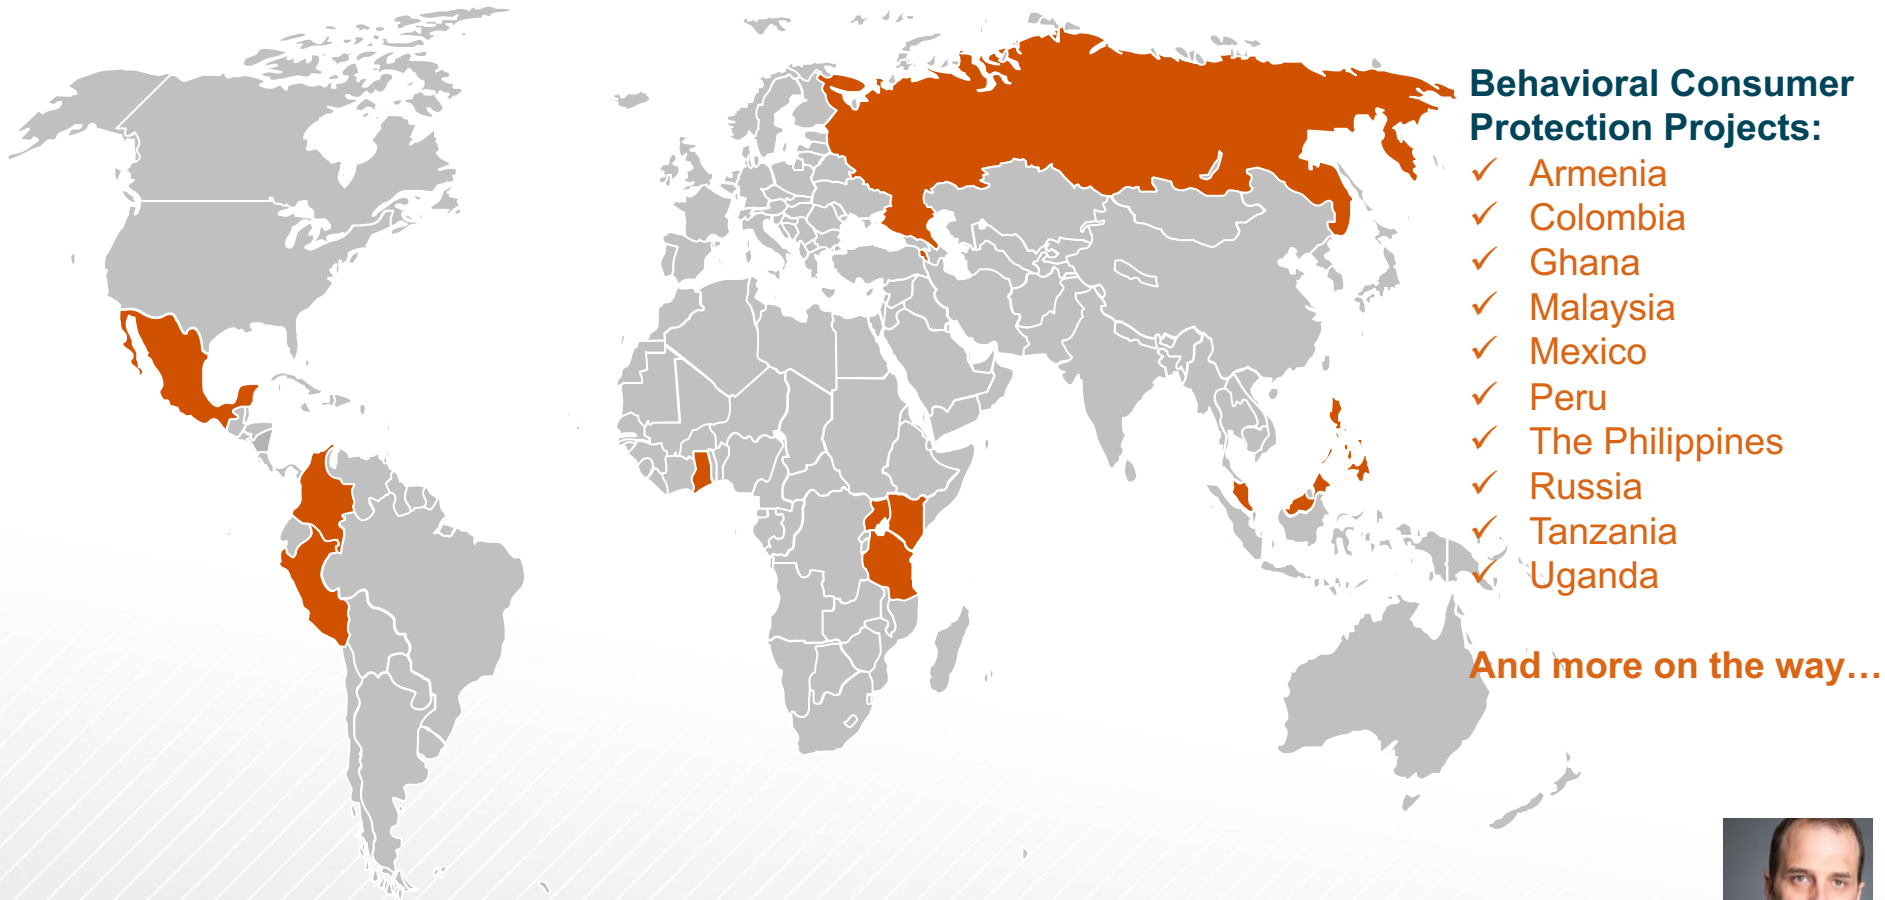 Behavioral Consumer
Protection Projects:
✓ Armenia
✓ Colombia
✓ Ghana
✓ Malaysia
✓ Mexico
✓ Peru
✓ The Philippines
✓ Russia
✓ Tanzania
✓ Uganda
And more on the way…